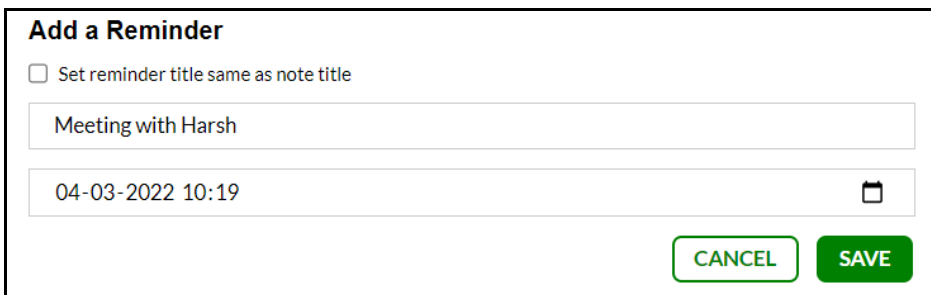 Add a Reminder
Set reminder title same as note title
Meeting with Harsh
04-03-2022 10:19
CANCEL SAVE